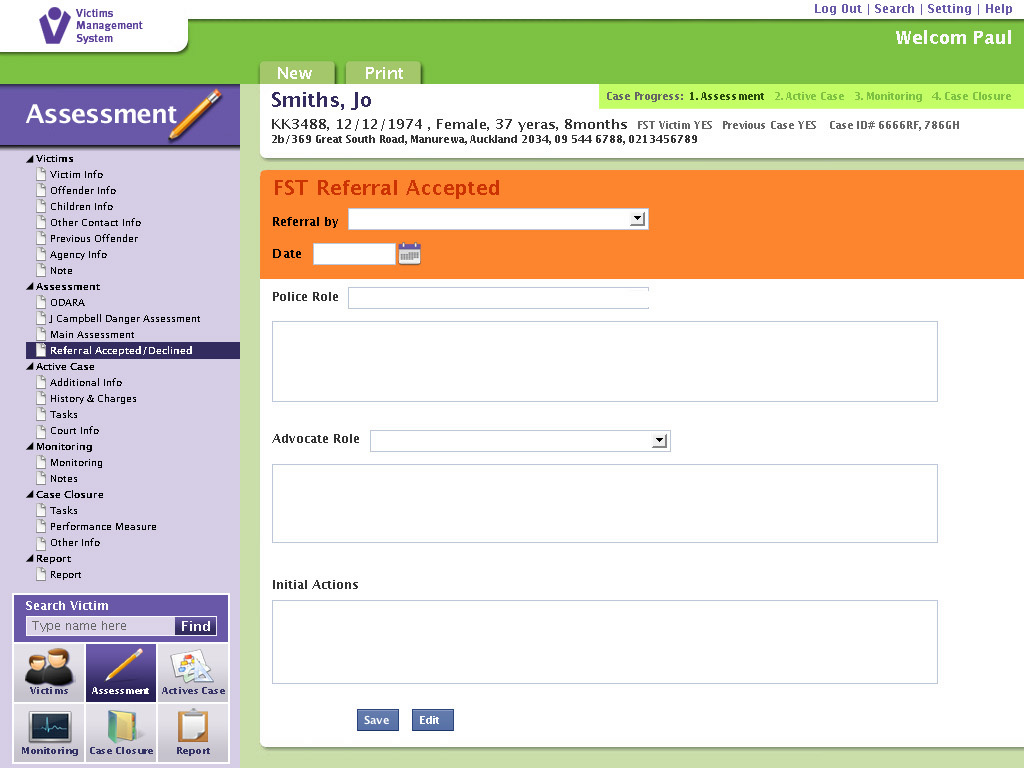 Victims
Management
System
Log Out | Search | Setting | Help
Welcom Paul
New
Print
Assessment
Smiths, Jo
Case Progress: 1. Assessment 2. Active Case 3. Monitoring 4. Case Closure
KK3488, 12/12/1974 , Female, 37 yeras, 8months FST Victim YES Previous Case YES Case ID# 6666RF, 786GH
2b/369 Great South Road, Manurewa, Auckland 2034, 09 544 6788, 0213456789
Victims
Victim Info
Offender Info
Children Info
Other Contact Info
Previous Offender
Agency Info
Note
Assessment
ODARA
J Campbell Danger Assessment
Main Assessment
Referral Accepted/Declined
Active Case
Additional Info
History & Charges
Tasks
Court Info
Monitoring
Monitoring
Notes
Case Closure
Tasks
Performance Measure
Other Info
Report
Report
Search Victim
Type name here
Find
Victims
Assessment
Actives Case
Monitoring
Case Closure
Report
FST Referral Accepted
Referral by
Date
Police Role
Advocate Role
Initial Actions
Save
Edit